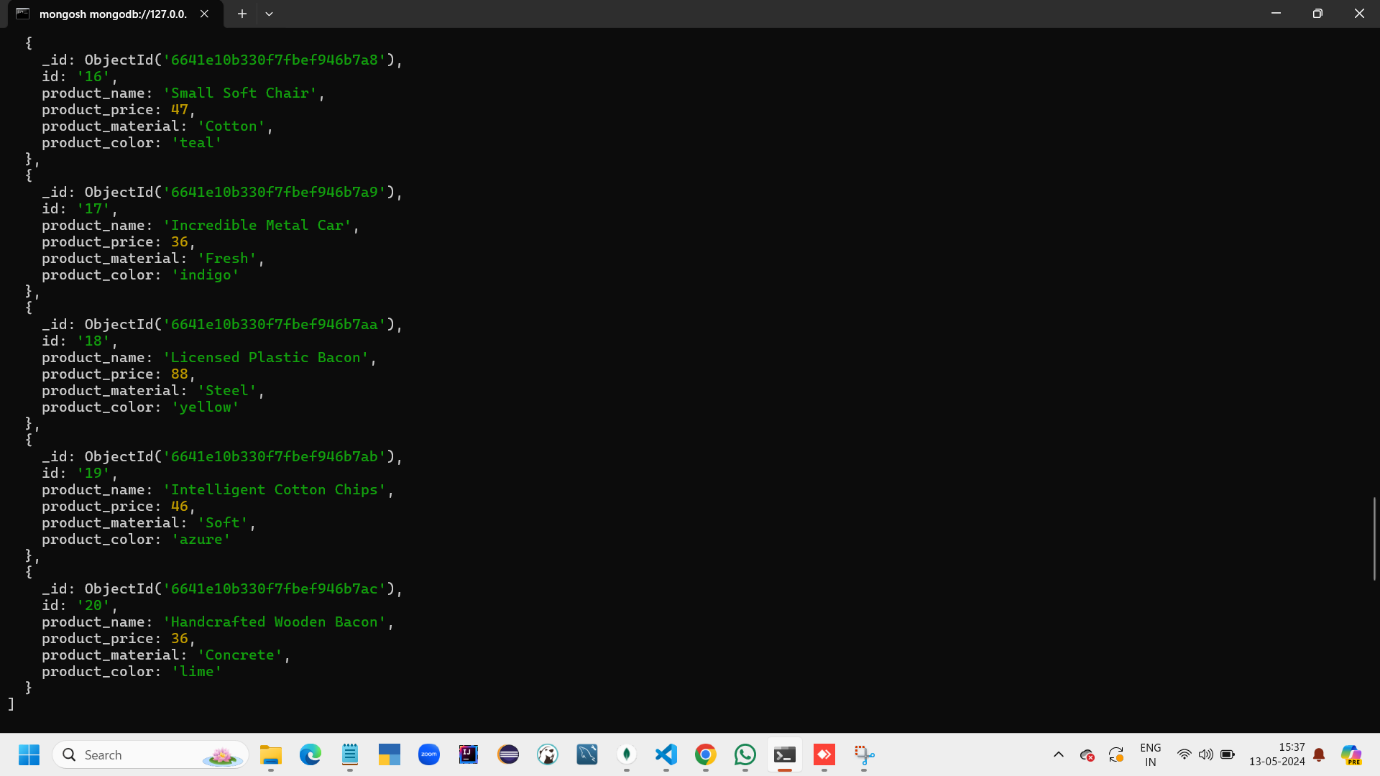 mongosh mongodb://127.0.0.
{
_id: ObjectId('6641e10b330f7fbef946b7a8'),
id: '16',
product_name: 'Small Soft Chair',
product_price: 47,
product_material: 'Cotton',
product_color: 'teal'
},
{
_id: ObjectId('6641e10b330f7fbef946b7a9'),
id: '17',
product_name: 'Incredible Metal Car',
product_price: 36,
product_material: 'Fresh',
product_color: 'indigo'
},
{
_id: ObjectId('6641e10b330f7fbef946b7aa'),
id: '18',
product_name: 'Licensed Plastic Bacon',
product_price: 88,
product_material: 'Steel',
product_color: 'yellow'
},
{
_id: ObjectId('6641e10b330f7fbef946b7ab'),
id: '19',
product_name: 'Intelligent Cotton Chips',
product_price: 46,
product_material: 'Soft',
product_color: 'azure'
},
{
_id: ObjectId('6641e10b330f7fbef946b7ac'),
id: '20',
product_name: 'Handcrafted Wooden Bacon',
product_price: 36,
product_material: 'Concrete',
product_color: 'lime'
}
]
Search
zoom
IJ
ENG
IN
15:37
13-05-2024
PRE